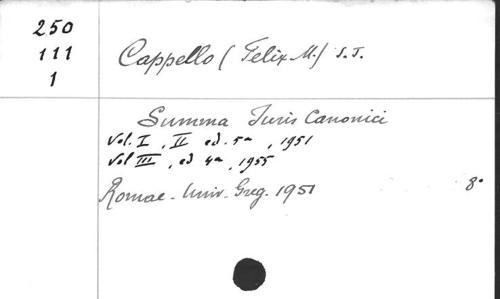 250
111
1
Cappello (Felix M.) S.J.
Summa Juris Canonici
Vol. I, II ed. 5a, 1951
Vol III, ed 4a, 1955
Romae - Univ. Greg. 1951
8°